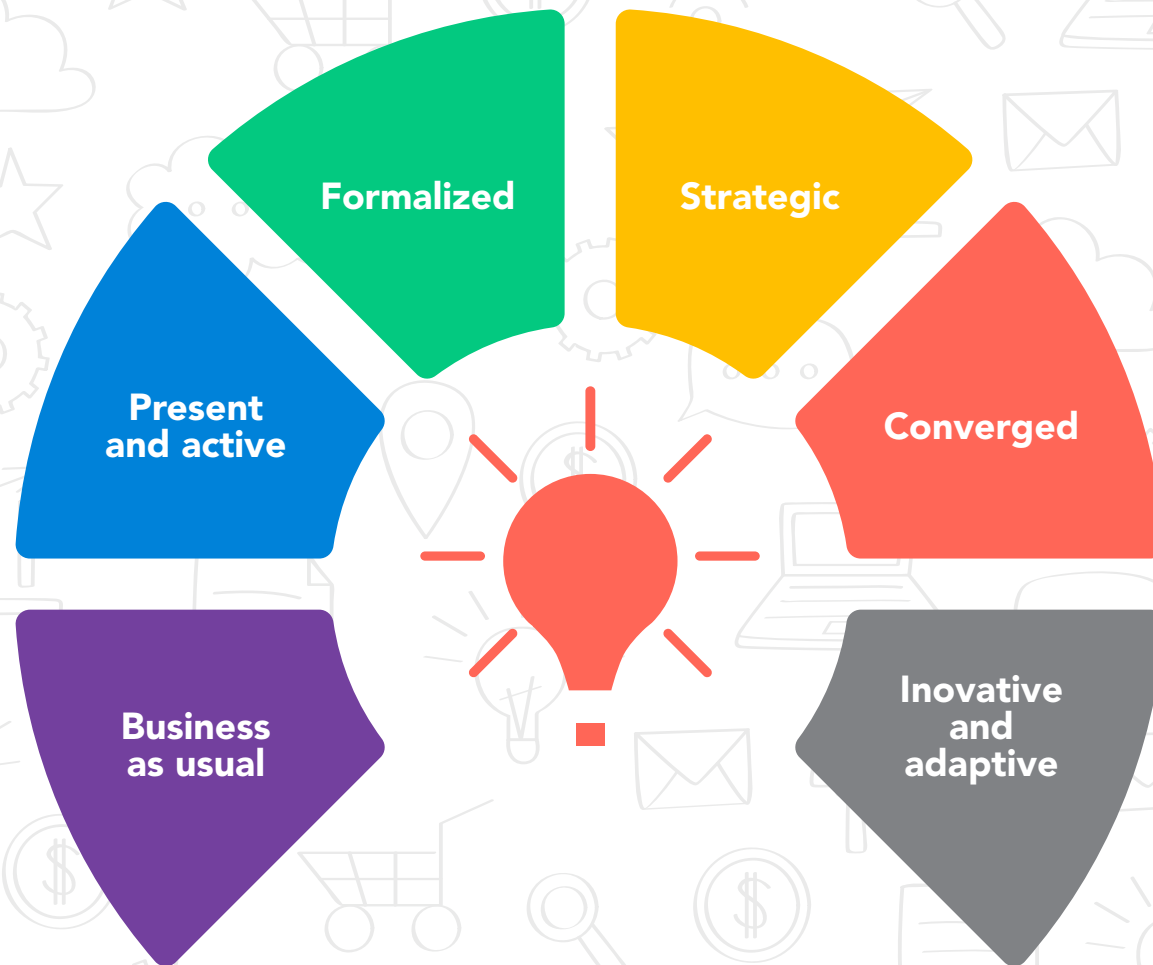 Formalized
Strategic
Present
and active
Converged
Business
as usual
Inovative
and
adaptive